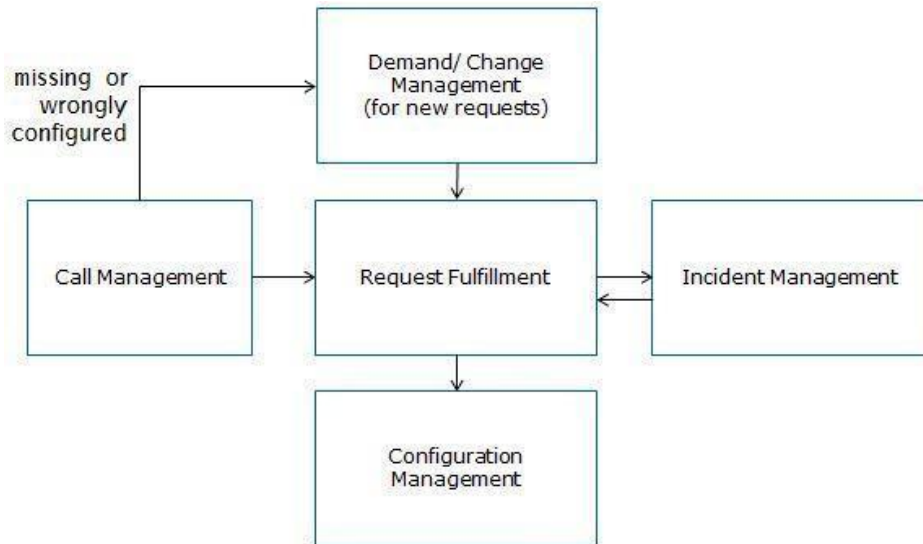 missing or
wrongly
configured
Demand/ Change
Management
(for new requests)
Call Management
Request Fulfillment
Incident Management
Configuration
Management